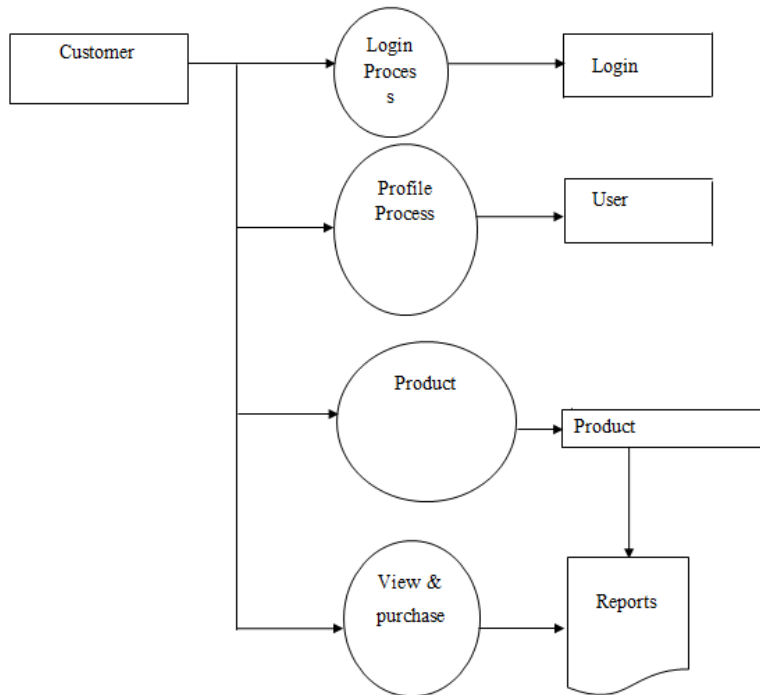 Customer
Login
Proces
s
Login
Profile
Process
User
Product
Product
View &
purchase
Reports